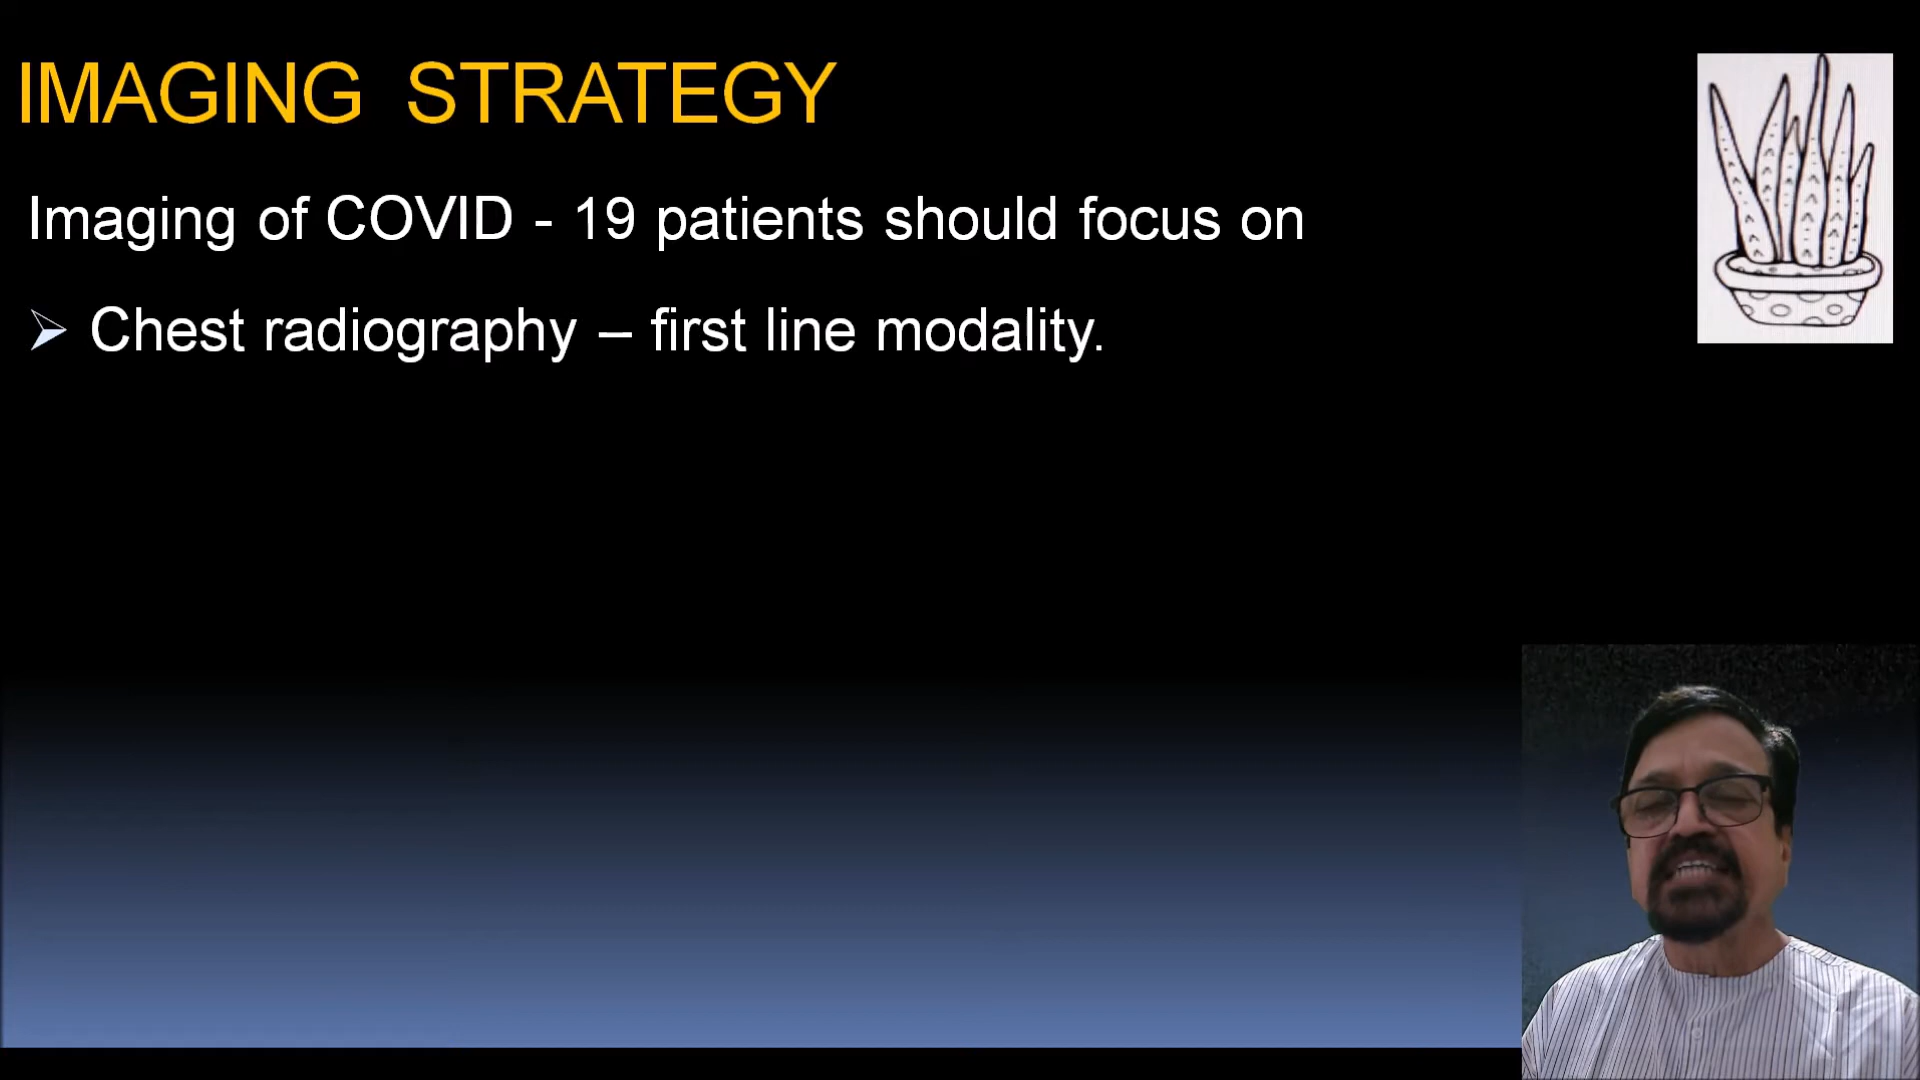 IMAGING STRATEGY
Imaging of COVID - 19 patients should focus on
➢ Chest radiography – first line modality.